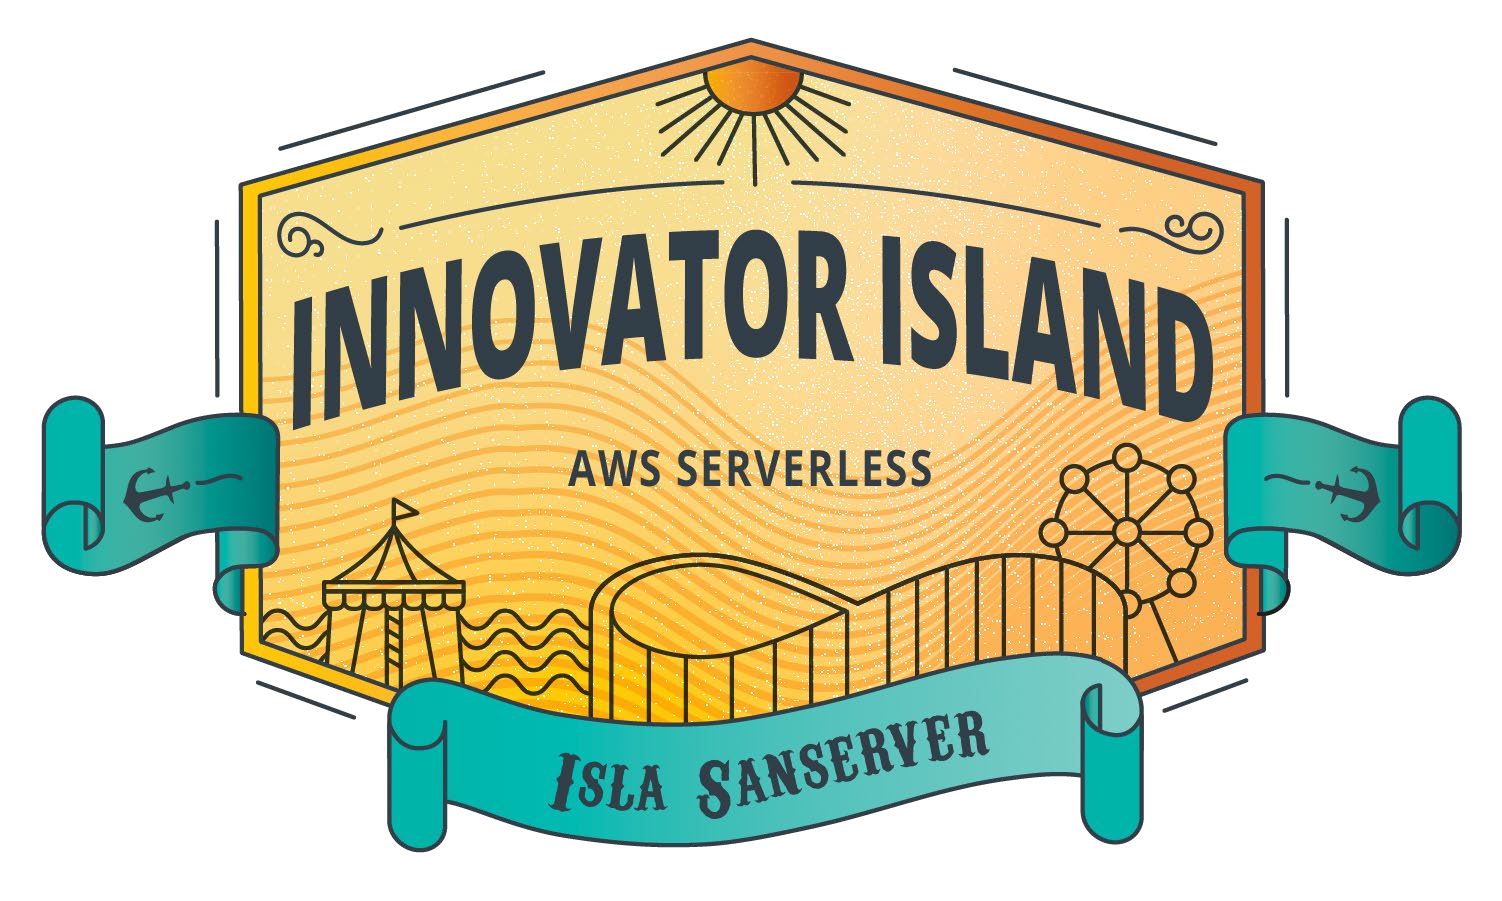 INNOVATOR ISLAND
AWS SERVERLESS
ISLA SANSERVER